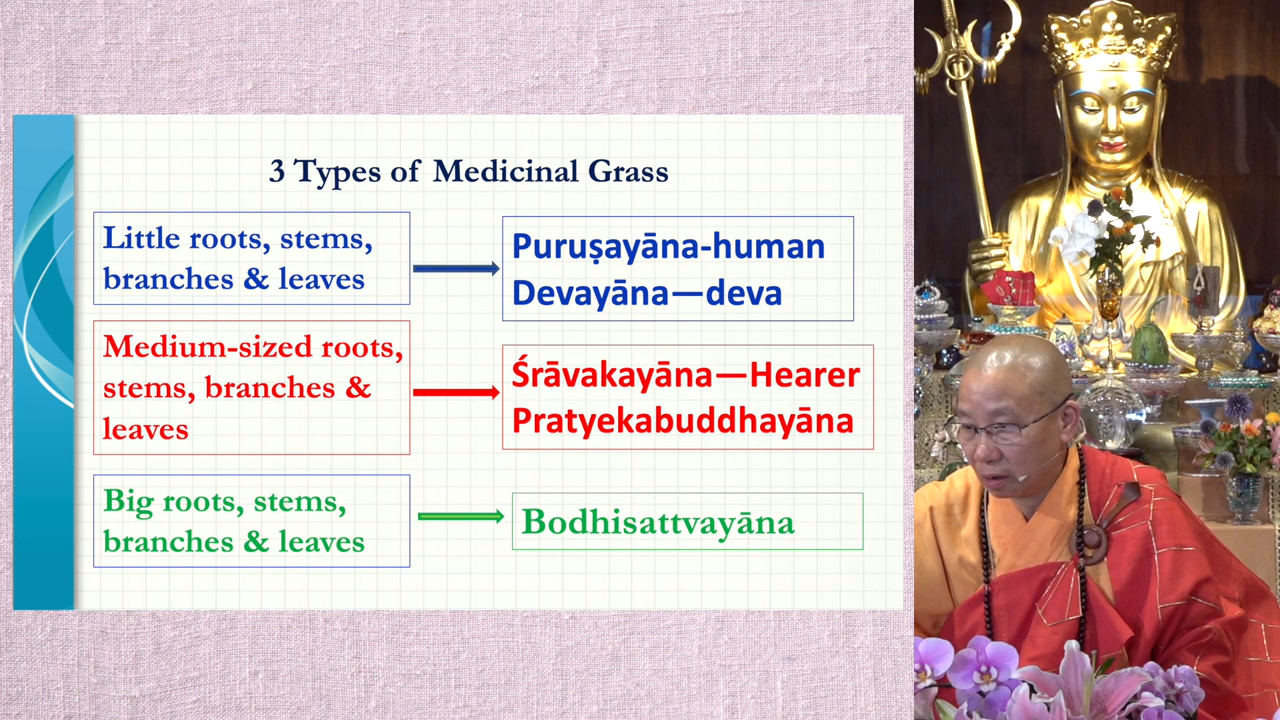 3 Types of Medicinal Grass
Little roots, stems,
branches & leaves
Puruṣayāna-human
Devayāna—deva
Medium-sized roots,
stems, branches &
leaves
Śrāvakayāna—Hearer
Pratyekabuddhayāna
Big roots, stems,
branches & leaves
Bodhisattvayāna